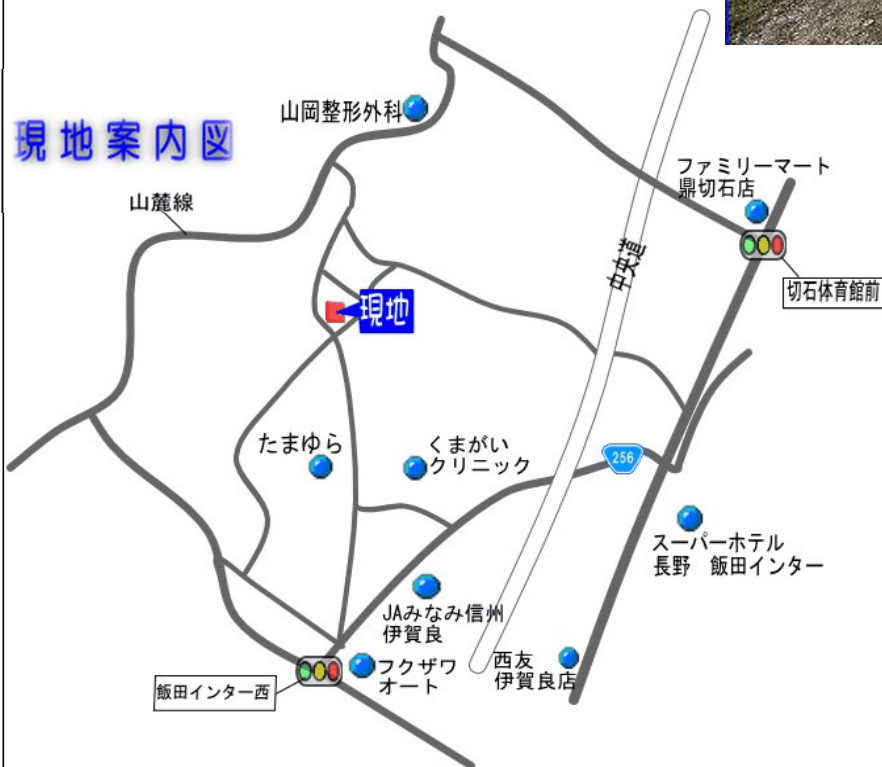 現地案内図
山岡整形外科
山麓線
ファミリーマート
鼎切石店
中央道
切石体育館前
現地
たまゆら
くまがい
クリニック
256
スーパーホテル
長野 飯田インター
JAみなみ信州
伊賀良
フクザワ
オート
西友
伊賀良店
飯田インター西